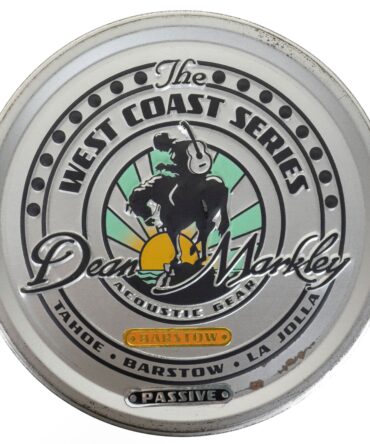 The
WEST COAST SERIES
Dean Markley
ACOUSTIC GEAR
BARSTOW
TAHOE • BARSTOW • LA JOLLA
PASSIVE